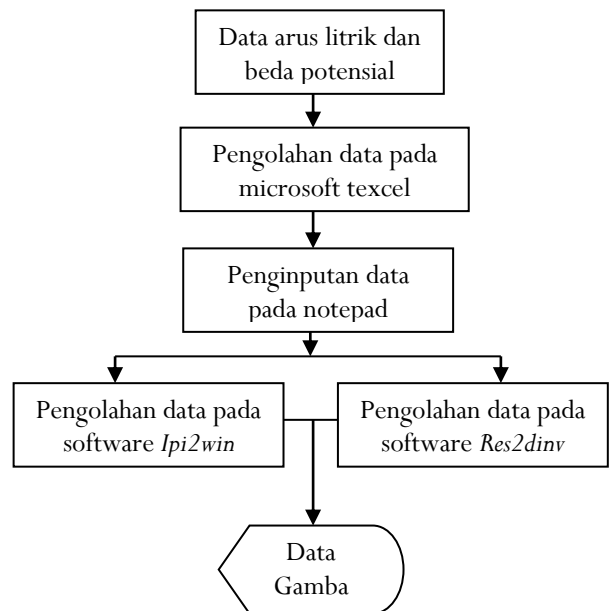 Data arus litrik dan
beda potensial
Pengolahan data pada
microsoft texcel
Penginputan data
pada notepad
Pengolahan data pada
software Ipi2win
Pengolahan data pada
software Res2dinv
Data
Gamba